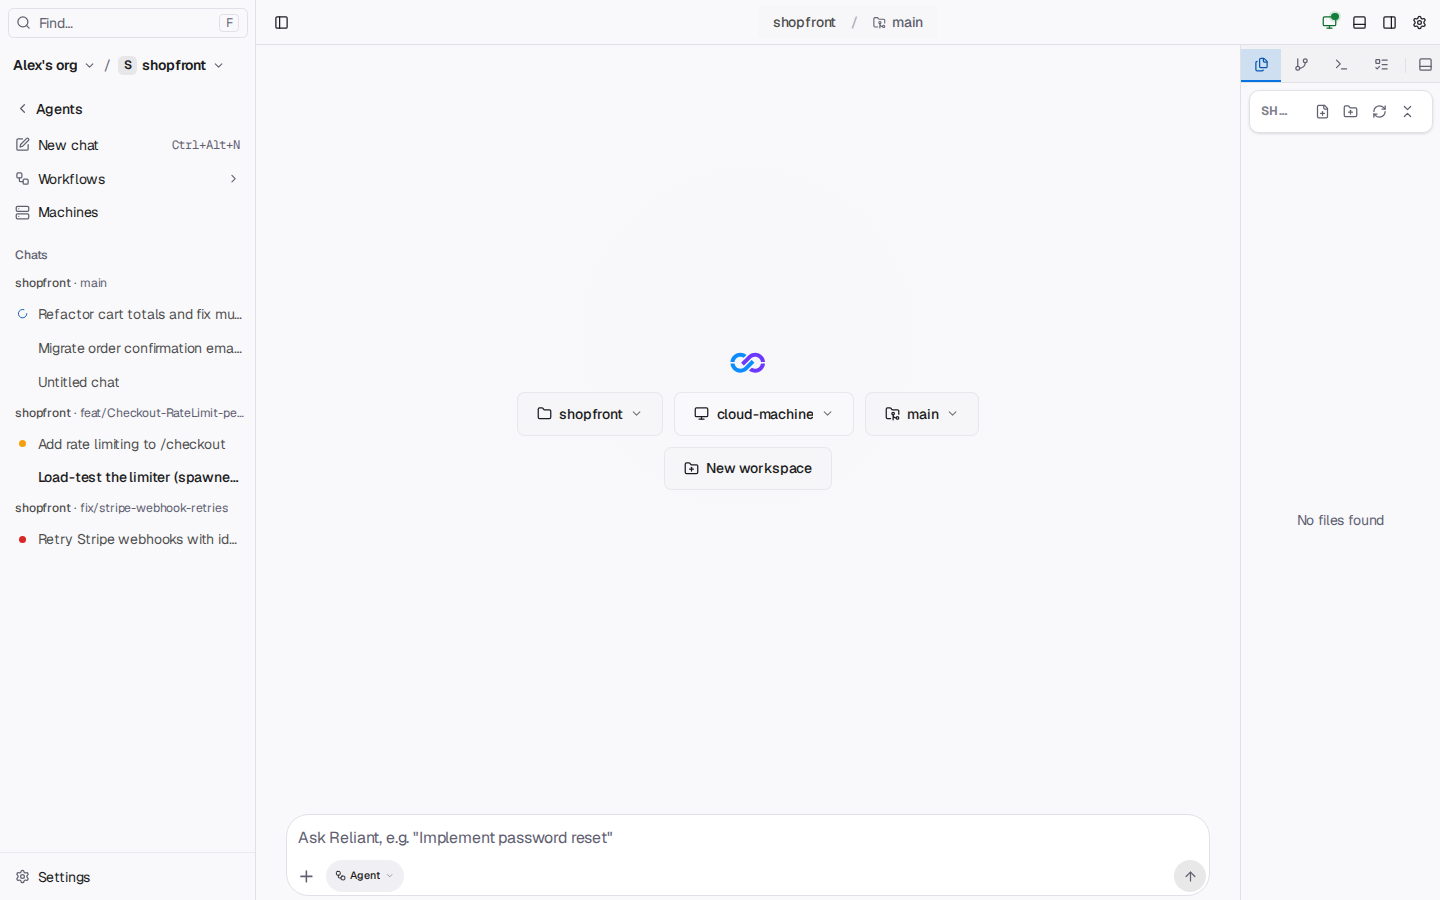 Find...
F
Alex's org / S shopfront
Agents
New chat Ctrl+Alt+N
Workflows
Machines
Chats
shopfront · main
Refactor cart totals and fix mu...
Migrate order confirmation ema...
Untitled chat
shopfront · feat/Checkout-RateLimit-pe...
Add rate limiting to /checkout
Load-test the limiter (spawne...
shopfront · fix/stripe-webhook-retries
Retry Stripe webhooks with id...
Settings
shopfront / main
shopfront
cloud-machine
main
New workspace
Ask Reliant, e.g. "Implement password reset"
Agent
SH...
No files found